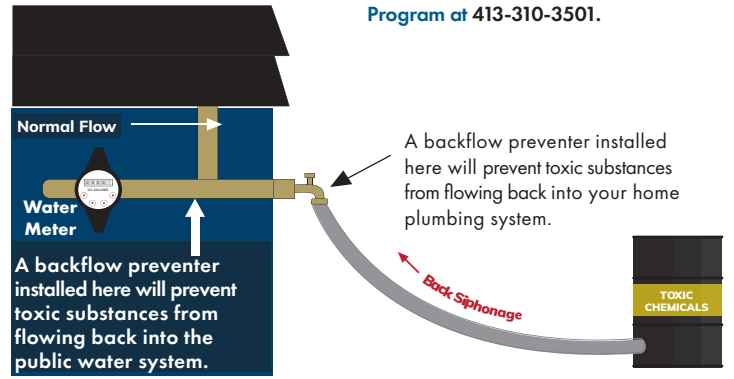 Program at 413-310-3501.
Normal Flow
Water
Meter
A backflow preventer
installed here will prevent
toxic substances from
flowing back into the
public water system.
A backflow preventer installed
here will prevent toxic substances
from flowing back into your home
plumbing system.
Back Siphonage
TOXIC
CHEMICALS